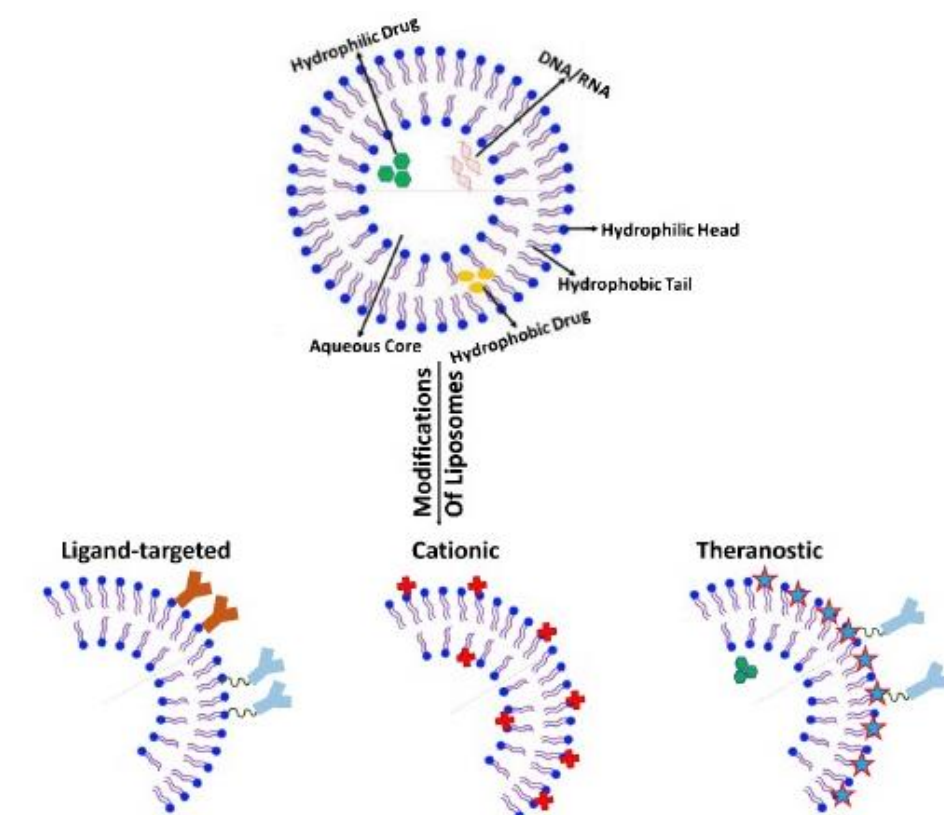 Hydrophilic Drug
DNA/RNA
Hydrophilic Head
Hydrophobic Tail
Hydrophobic Drug
Aqueous Core
Modifications
Of Liposomes
Ligand-targeted
Cationic
Theranostic